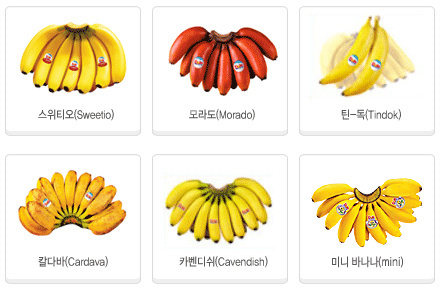 스위티오(Sweetio)
모라도(Morado)
틴-독(Tindok)
칼다바(Cardava)
카벤디쉬(Cavendish)
미니 바나나(mini)